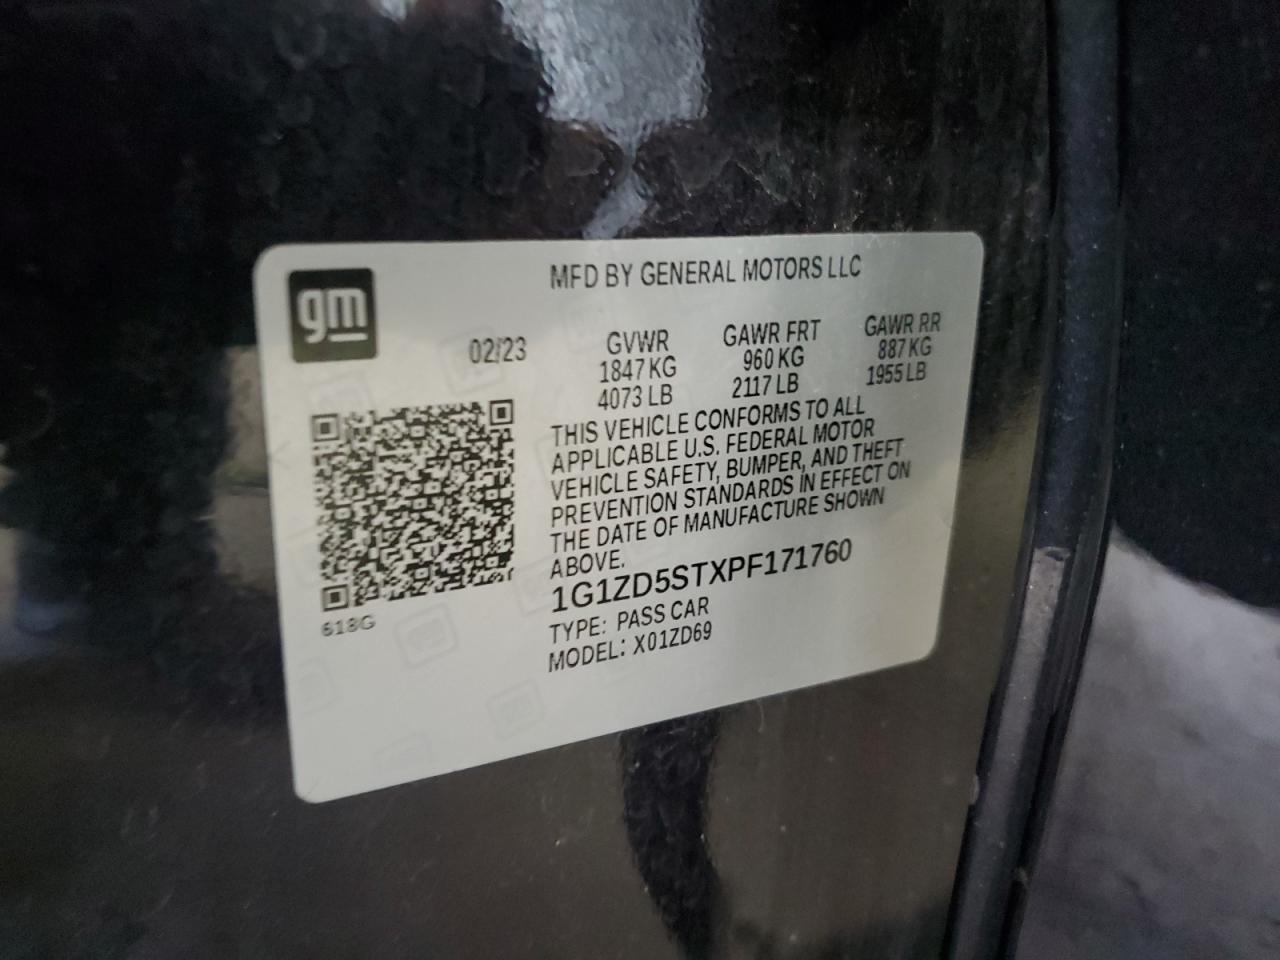 gm
MFD BY GENERAL MOTORS LLC
02/23
GVWR GAWR FRT GAWR RR
1847 KG 960 KG 887 KG
4073 LB 2117 LB 1955 LB
THIS VEHICLE CONFORMS TO ALL
APPLICABLE U.S. FEDERAL MOTOR
VEHICLE SAFETY, BUMPER, AND THEFT
PREVENTION STANDARDS IN EFFECT ON
THE DATE OF MANUFACTURE SHOWN
ABOVE.
1G1ZD5STXPF171760
TYPE: PASS CAR
MODEL: X01ZD69
618G